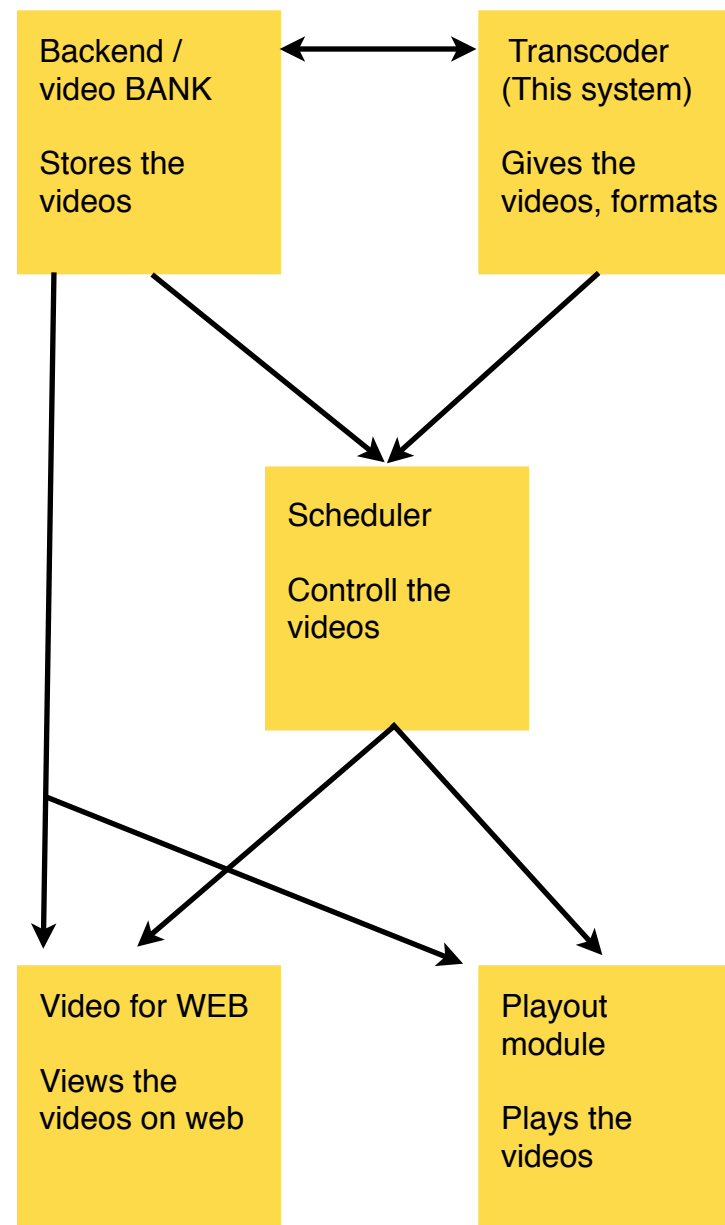 Backend /
video BANK
Stores the
videos
Transcoder
(This system)
Gives the
videos, formats
Scheduler
Controll the
videos
Video for WEB
Views the
videos on web
Playout
module
Plays the
videos